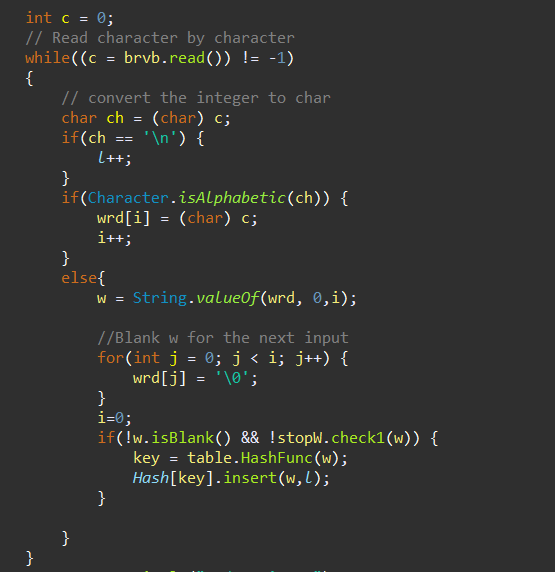 int c = 0;
// Read character by character
while((c = brvb.read()) != -1)
{
    // convert the integer to char
    char ch = (char) c;
    if(ch == '\n') {
        l++;
    }
    if(Character.isAlphabetic(ch)) {
        wrd[i] = (char) c;
        i++;
    }
    else{
        w = String.valueOf(wrd, 0,i);

        //Blank w for the next input
        for(int j = 0; j < i; j++) {
            wrd[j] = '\0';
        }
        i=0;
        if(!w.isBlank() && !stopW.check1(w)) {
            key = table.HashFunc(w);
            Hash[key].insert(w,l);
        }

    }
}